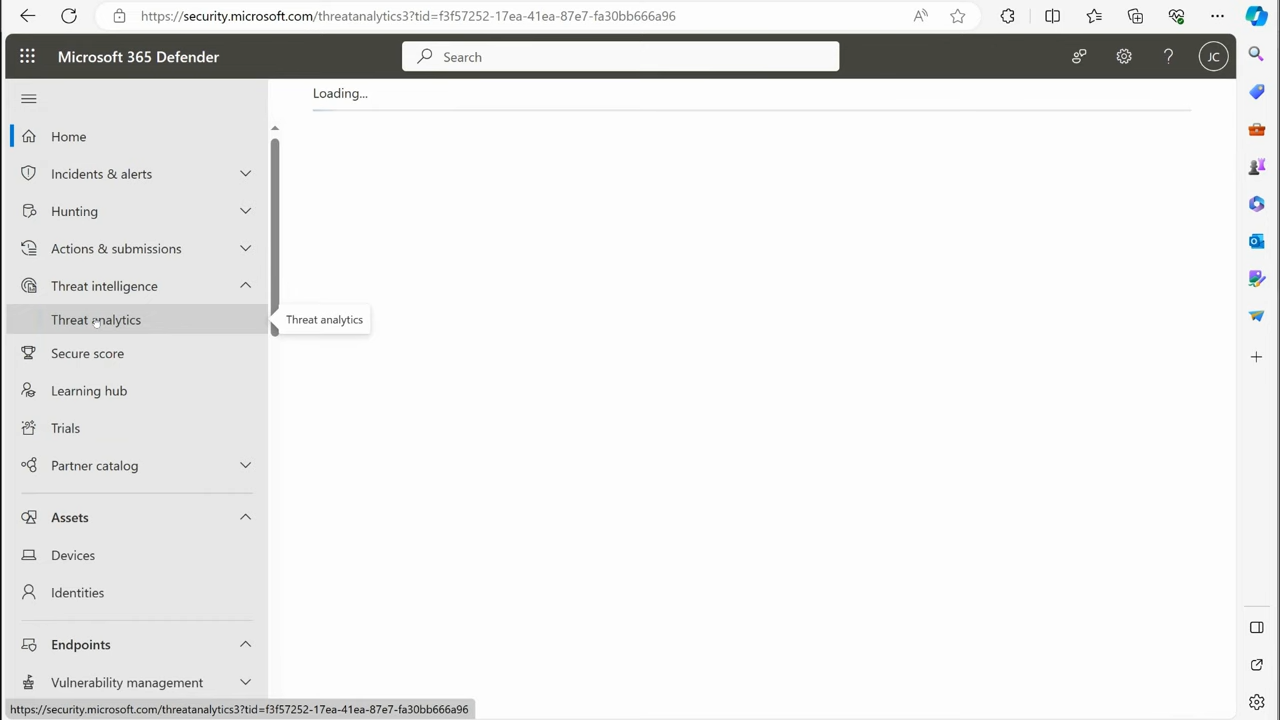 https://security.microsoft.com/threatanalytics3?tid=f3f57252-17ea-41ea-87e7-fa30bb666a96
Microsoft 365 Defender
Search
JC
Loading...
Home
Incidents & alerts
Hunting
Actions & submissions
Threat intelligence
Threat analytics
Threat analytics
Secure score
Learning hub
Trials
Partner catalog
Assets
Devices
Identities
Endpoints
Vulnerability management
https://security.microsoft.com/threatanalytics3?tid=f3f57252-17ea-41ea-87e7-fa30bb666a96